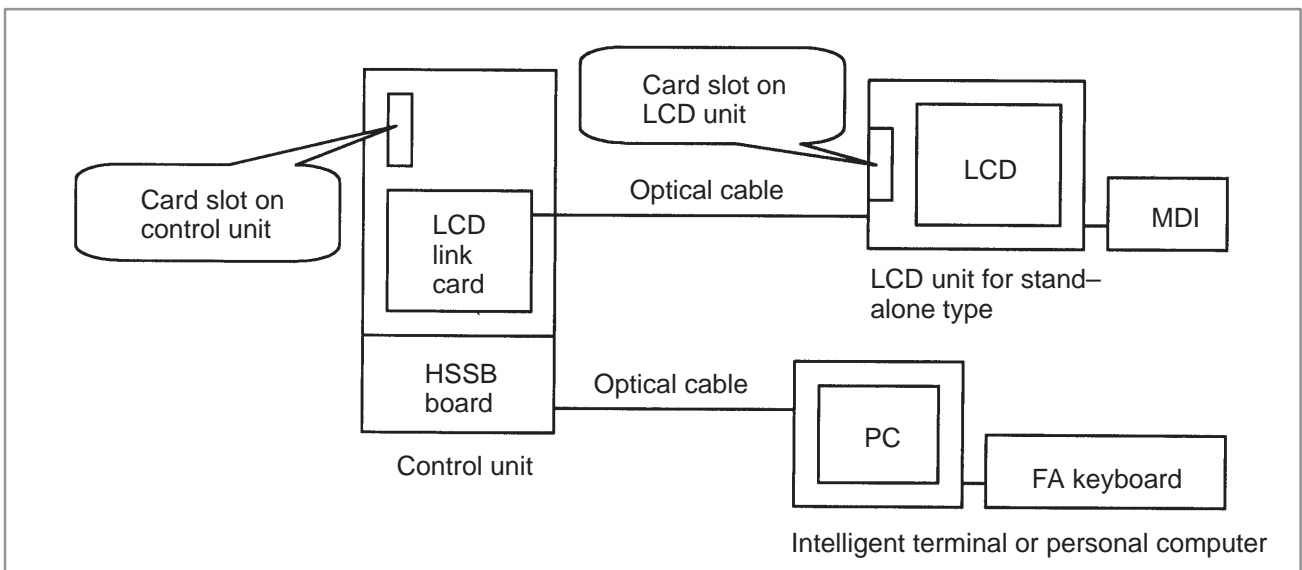 Card slot on
control unit
Card slot on
LCD unit
LCD
link
card
HSSB
board
Control unit
Optical cable
LCD
MDI
LCD unit for stand–
alone type
Optical cable
PC
FA keyboard
Intelligent terminal or personal computer